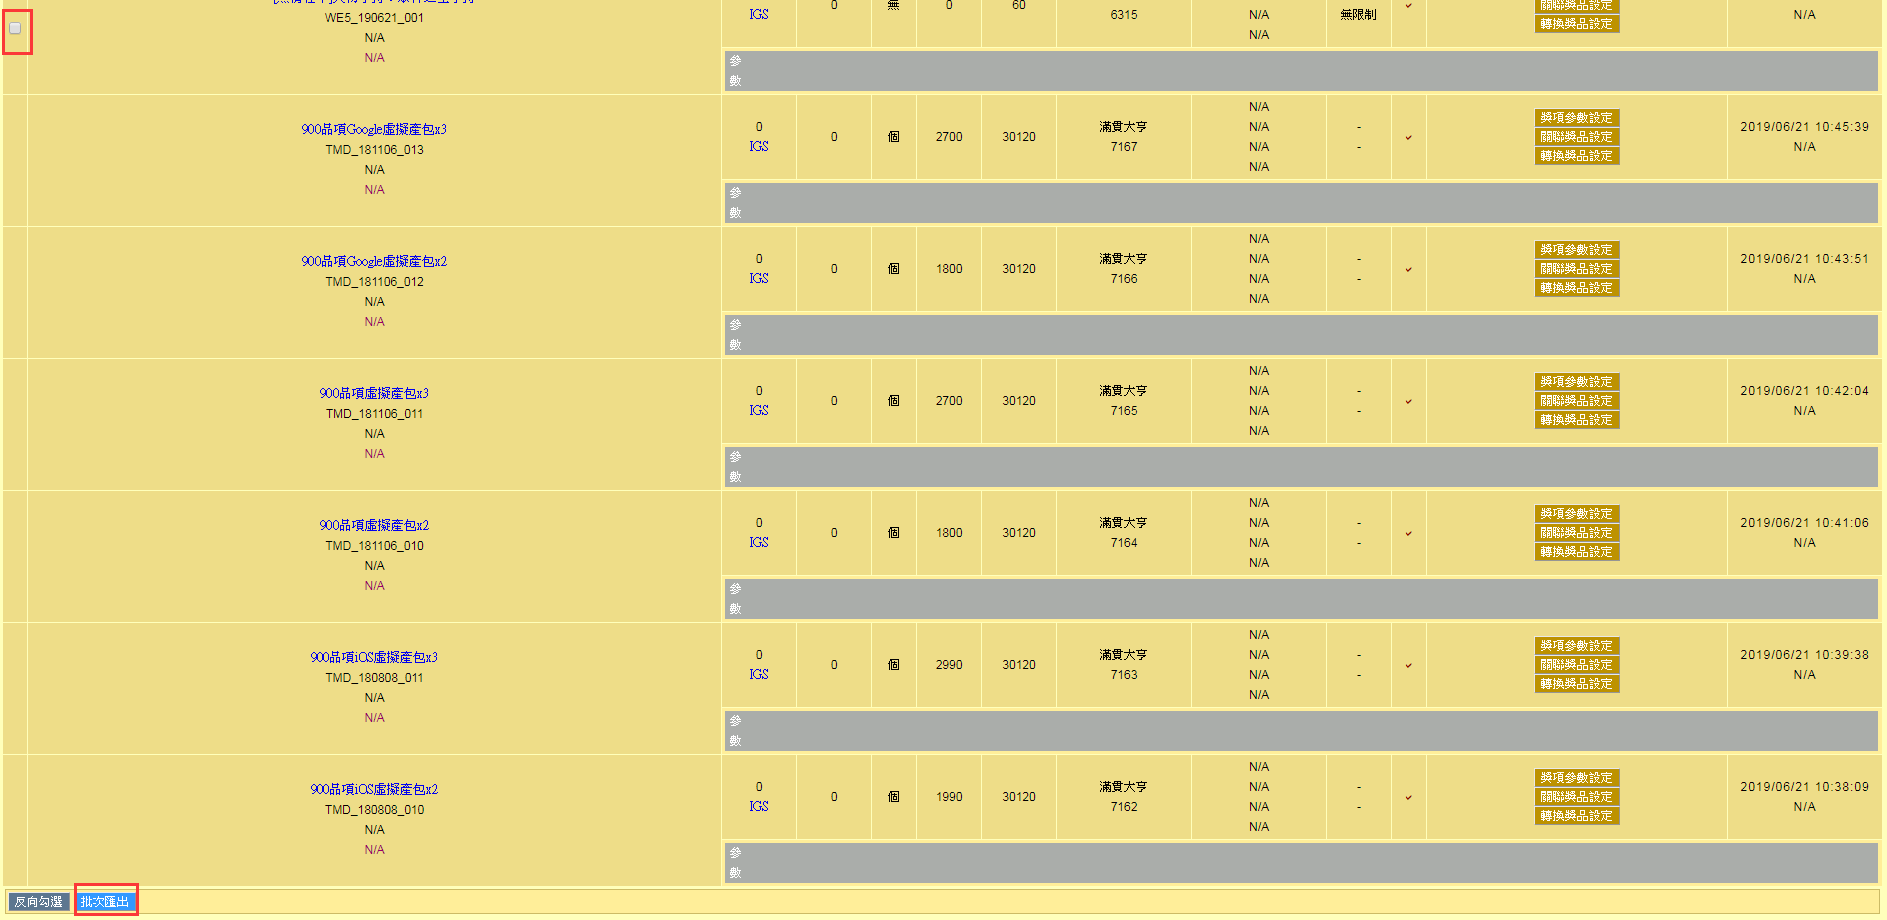 WE5_190621_001
N/A
N/A
IGS
0
無
0
60
6315
N/A
N/A
無限制
關聯獎品設定
轉換獎品設定
N/A
參
數
900品項Google虛擬產包x3
TMD_181106_013
N/A
N/A
0
IGS
0
個
2700
30120
滿貫大亨
7167
N/A
N/A
N/A
N/A
-
-
獎項參數設定
關聯獎品設定
轉換獎品設定
2019/06/21 10:45:39
N/A
參
數
900品項Google虛擬產包x2
TMD_181106_012
N/A
N/A
0
IGS
0
個
1800
30120
滿貫大亨
7166
N/A
N/A
N/A
N/A
-
-
獎項參數設定
關聯獎品設定
轉換獎品設定
2019/06/21 10:43:51
N/A
參
數
900品項虛擬產包x3
TMD_181106_011
N/A
N/A
0
IGS
0
個
2700
30120
滿貫大亨
7165
N/A
N/A
N/A
N/A
-
-
獎項參數設定
關聯獎品設定
轉換獎品設定
2019/06/21 10:42:04
N/A
參
數
900品項虛擬產包x2
TMD_181106_010
N/A
N/A
0
IGS
0
個
1800
30120
滿貫大亨
7164
N/A
N/A
N/A
N/A
-
-
獎項參數設定
關聯獎品設定
轉換獎品設定
2019/06/21 10:41:06
N/A
參
數
900品項iOS虛擬產包x3
TMD_180808_011
N/A
N/A
0
IGS
0
個
2990
30120
滿貫大亨
7163
N/A
N/A
N/A
N/A
-
-
獎項參數設定
關聯獎品設定
轉換獎品設定
2019/06/21 10:39:38
N/A
參
數
900品項iOS虛擬產包x2
TMD_180808_010
N/A
N/A
0
IGS
0
個
1990
30120
滿貫大亨
7162
N/A
N/A
N/A
N/A
-
-
獎項參數設定
關聯獎品設定
轉換獎品設定
2019/06/21 10:38:09
N/A
參
數
反向勾選
批次匯出